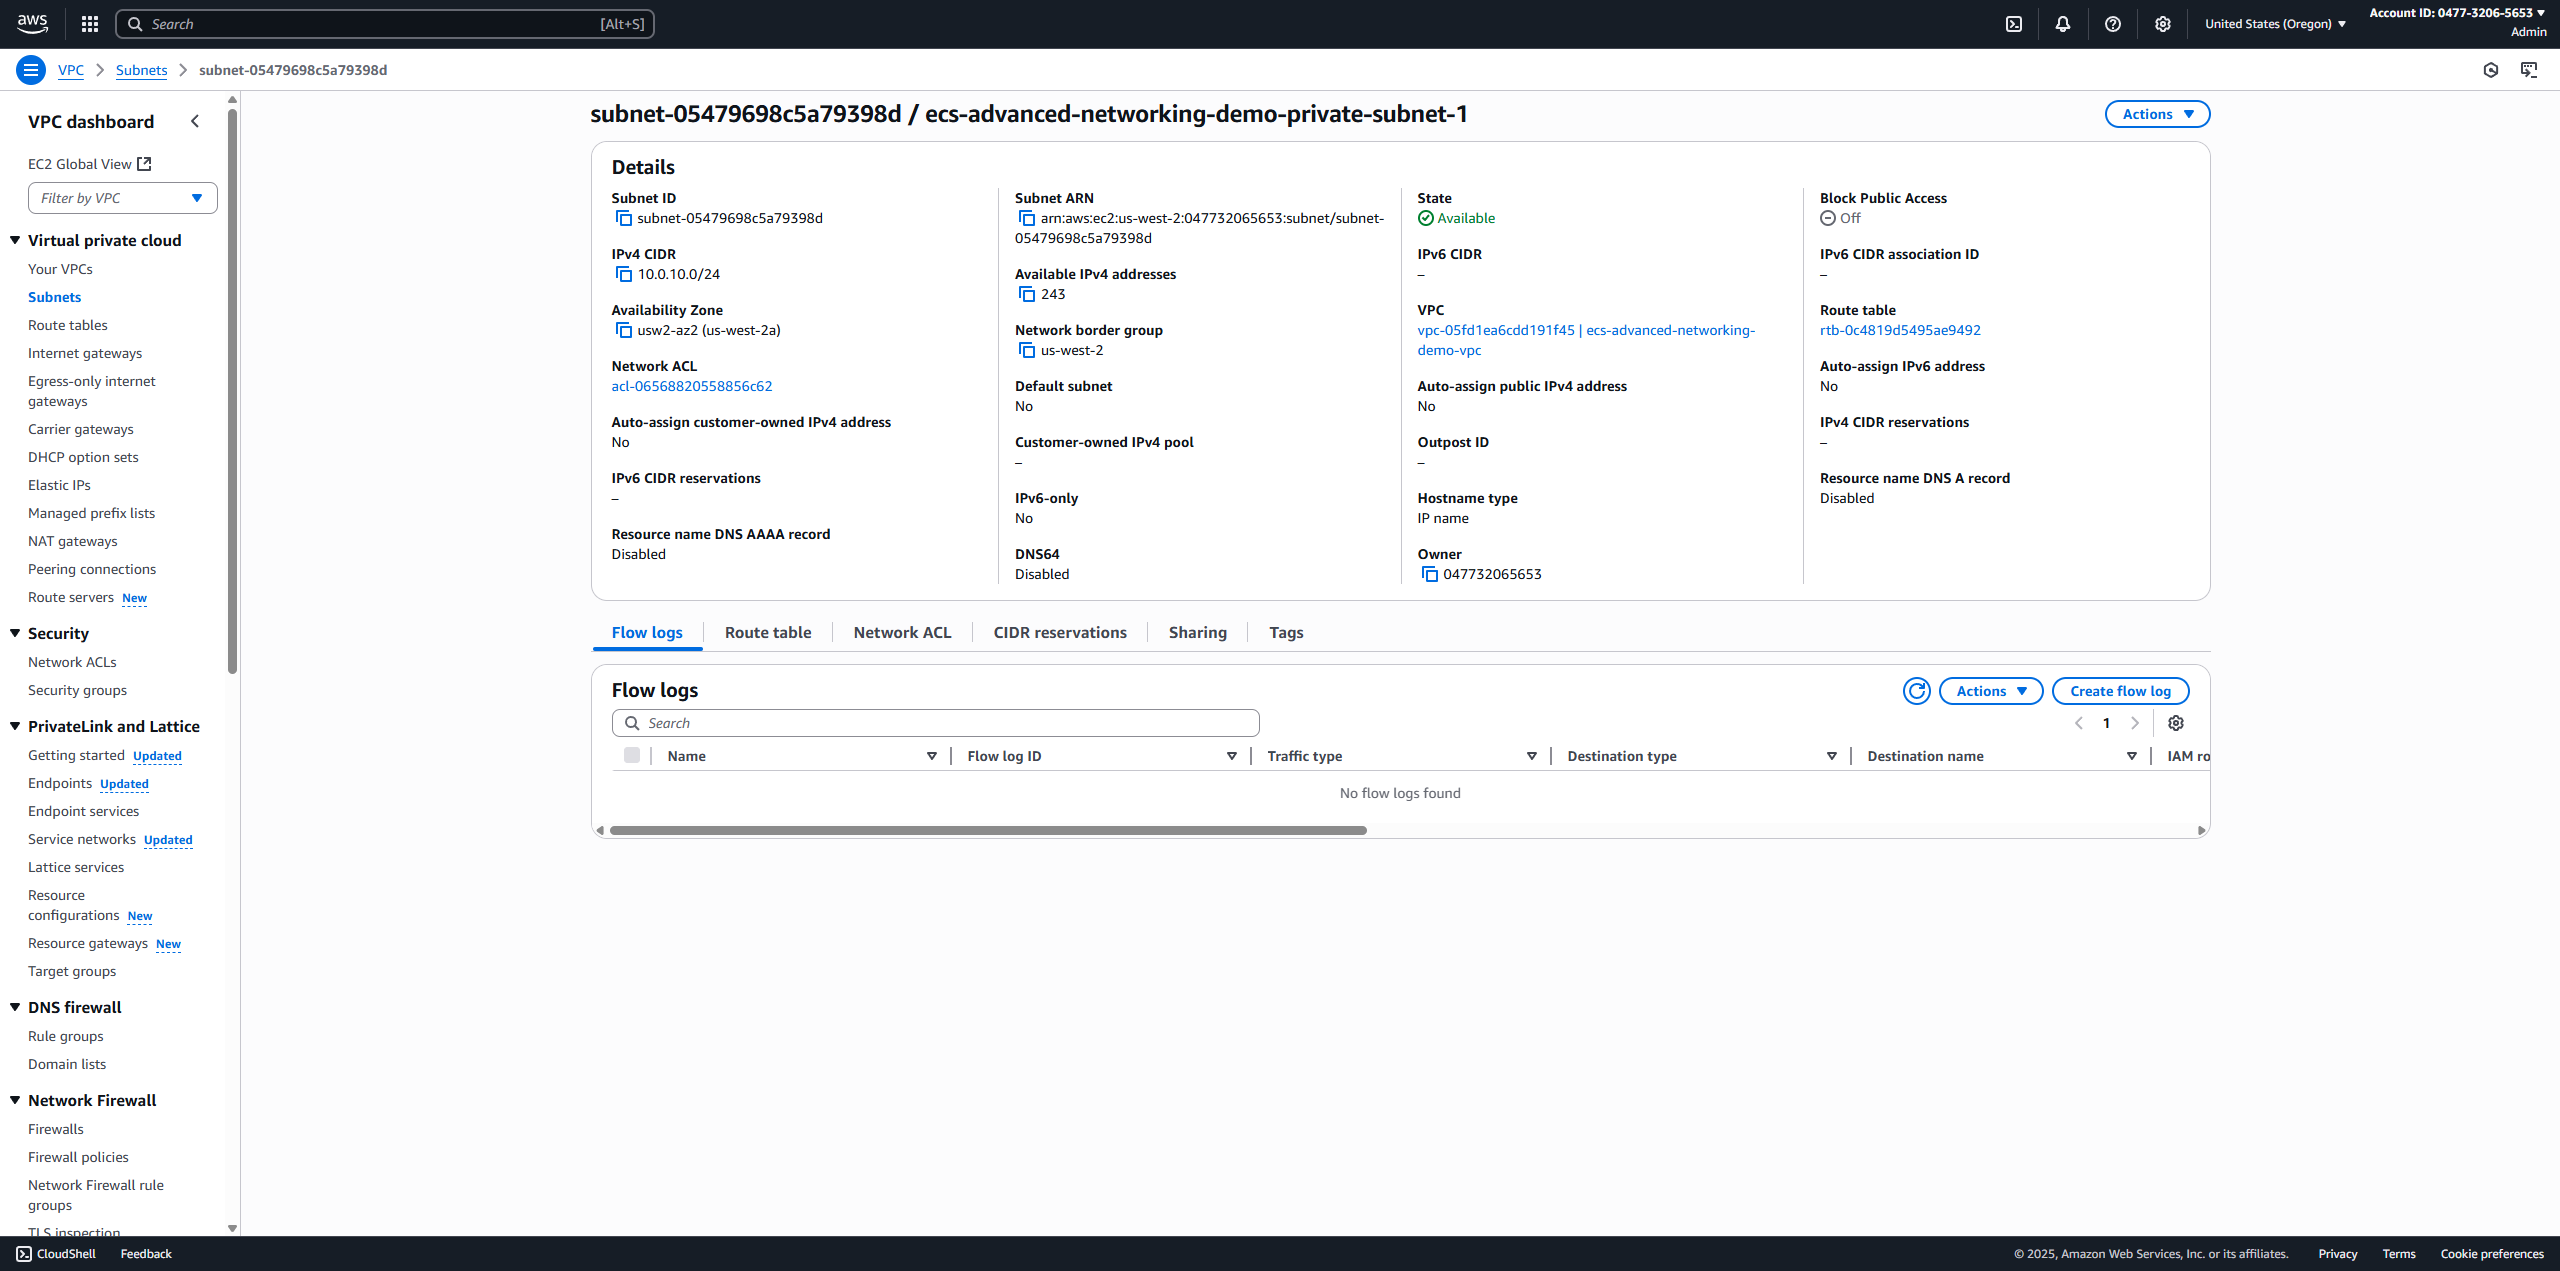 aws
Search [Alt+S]
United States (Oregon)
Account ID: 0477-3206-5653
Admin
VPC
Subnets
subnet-05479698c5a79398d
VPC dashboard
EC2 Global View
Filter by VPC
Virtual private cloud
Your VPCs
Subnets
Route tables
Internet gateways
Egress-only internet
gateways
Carrier gateways
DHCP option sets
Elastic IPs
Managed prefix lists
NAT gateways
Peering connections
Route servers New
Security
Network ACLs
Security groups
PrivateLink and Lattice
Getting started Updated
Endpoints Updated
Endpoint services
Service networks Updated
Lattice services
Resource
configurations New
Resource gateways New
Target groups
DNS firewall
Rule groups
Domain lists
Network Firewall
Firewalls
Firewall policies
Network Firewall rule
groups
TLS inspection
subnet-05479698c5a79398d / ecs-advanced-networking-demo-private-subnet-1
Actions
Details
Subnet ID
subnet-05479698c5a79398d
IPv4 CIDR
10.0.10.0/24
Availability Zone
usw2-az2 (us-west-2a)
Network ACL
acl-06568820558856c62
Auto-assign customer-owned IPv4 address
No
IPv6 CIDR reservations
–
Resource name DNS AAAA record
Disabled
Subnet ARN
arn:aws:ec2:us-west-2:047732065653:subnet/subnet-
05479698c5a79398d
Available IPv4 addresses
243
Network border group
us-west-2
Default subnet
No
Customer-owned IPv4 pool
–
IPv6-only
No
DNS64
Disabled
State
Available
IPv6 CIDR
–
VPC
vpc-05fd1ea6cdd191f45 | ecs-advanced-networking-
demo-vpc
Auto-assign public IPv4 address
No
Outpost ID
–
Hostname type
IP name
Owner
047732065653
Block Public Access
Off
IPv6 CIDR association ID
–
Route table
rtb-0c4819d5495ae9492
Auto-assign IPv6 address
No
IPv4 CIDR reservations
–
Resource name DNS A record
Disabled
Flow logs Route table Network ACL CIDR reservations Sharing Tags
Flow logs
Actions
Create flow log
Search
1
Name Flow log ID Traffic type Destination type Destination name IAM ro
No flow logs found
CloudShell Feedback
© 2025, Amazon Web Services, Inc. or its affiliates. Privacy Terms Cookie preferences